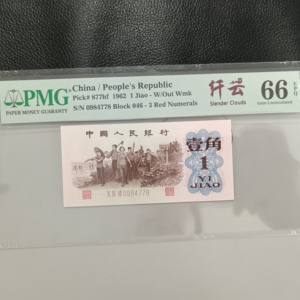 PMG
PAPER MONEY GUARANTY
China / People's Republic
Pick# 877bf 1962 1 Jiao - W/Out Wmk
S/N 0984778 Block 046 - 3 Red Numerals
纤云
Slender Clouds
66 EPQ
Gem Uncirculated
中國人民銀行
壹角
1
YI JIAO
0984778